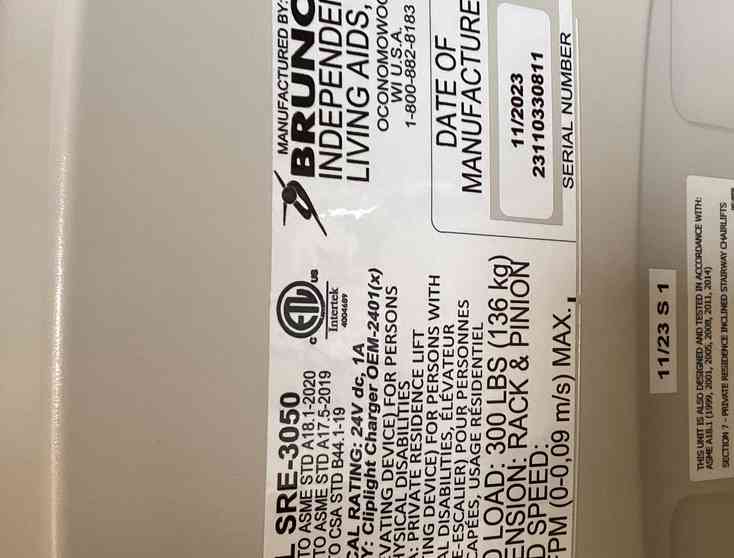 MANUFACTURED BY:
BRUNO
INDEPENDE
LIVING AIDS,
OCONOMOWOC
WI U.S.A.
1-800-882-8183
DATE OF
MANUFACTURE
11/2023
23110330811
SERIAL NUMBER
C ETL US
Intertek
4004689
L SRE-3050
TO ASME STD A18.1-2020
TO ASME STD A17.5-2019
TO CSA STD B44.1-19
CAL RATING: 24V dc, 1A
Y: Cliplight Charger OEM-2401(x)
VATING DEVICE) FOR PERSONS
HYSICAL DISABILITIES
A: PRIVATE RESIDENCE LIFT
TING DEVICE) FOR PERSONS WITH
AL DISABILITIES, ÉLÉVATEUR
E-ESCALIER) POUR PERSONNES
CAPÉES, USAGE RÉSIDENTIEL
D LOAD: 300 LBS (136 kg)
ENSION: RACK & PINION
D SPEED:
FPM (0-0,09 m/s) MAX.
11/23 S 1
THIS UNIT IS ALSO DESIGNED AND TESTED IN ACCORDANCE WITH:
ASME A18.1 (1999, 2001, 2005, 2008, 2011, 2014)
SECTION 7 - PRIVATE RESIDENCE INCLINED STAIRWAY CHAIRLIFTS